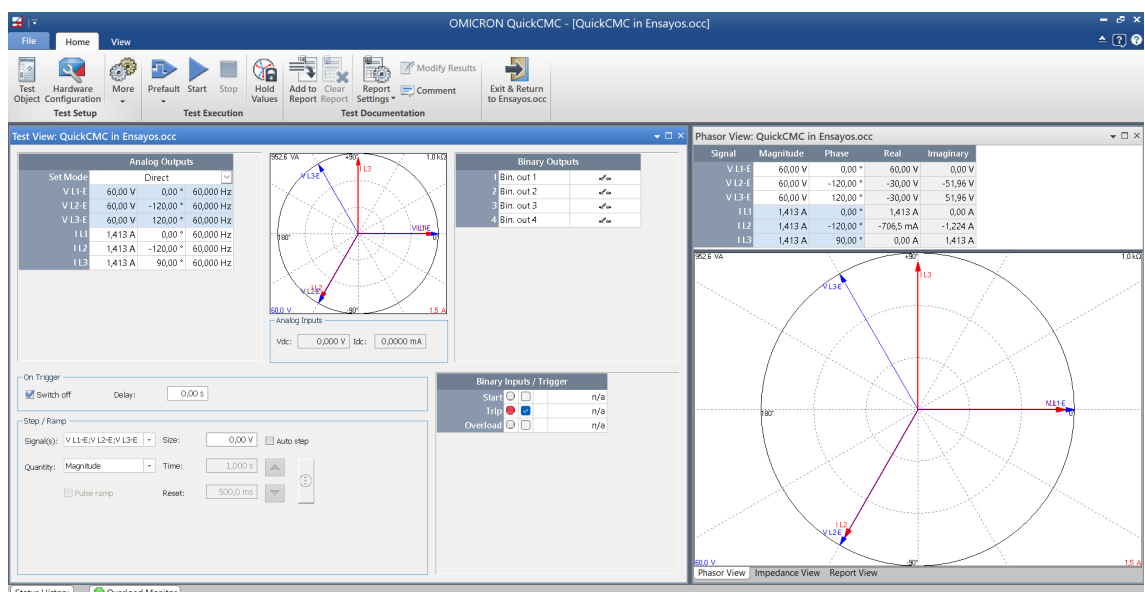 OMICRON QuickCMC - [QuickCMC in Ensayos.occ]
File Home View
Test Object
Hardware Configuration
More
Test Setup
Prefault
Start
Stop
Hold Values
Test Execution
Add to Report
Clear Report
Report Settings
Modify Results
Comment
Test Documentation
Exit & Return to Ensayos.occ
Test View: QuickCMC in Ensayos.occ
Analog Outputs
Set Mode Direct
V L1-E 60,00 V 0,00 ° 60,000 Hz
V L2-E 60,00 V -120,00 ° 60,000 Hz
V L3-E 60,00 V 120,00 ° 60,000 Hz
I L1 1,413 A 0,00 ° 60,000 Hz
I L2 1,413 A -120,00 ° 60,000 Hz
I L3 1,413 A 90,00 ° 60,000 Hz
952,6 VA +90° 1,0 kΩ
V L3-E I L3
180° 0°
V L2-E I L2
60,0 V -90° 1,5 A
Analog Inputs
Vdc: 0,000 V Idc: 0,0000 mA
Binary Outputs
1 Bin. out 1
2 Bin. out 2
3 Bin. out 3
4 Bin. out 4
On Trigger
Switch off Delay: 0,00 s
Step / Ramp
Signal(s): V L1-E;V L2-E;V L3-E Size: 0,00 V Auto step
Quantity: Magnitude Time: 1,000 s
Pulse ramp Reset: 500,0 ms
Binary Inputs / Trigger
Start n/a
Trip n/a
Overload n/a
Phasor View: QuickCMC in Ensayos.occ
Signal Magnitude Phase Real Imaginary
V L1-E 60,00 V 0,00 ° 60,00 V 0,00 V
V L2-E 60,00 V -120,00 ° -30,00 V -51,96 V
V L3-E 60,00 V 120,00 ° -30,00 V 51,96 V
I L1 1,413 A 0,00 ° 1,413 A 0,00 A
I L2 1,413 A -120,00 ° -706,5 mA -1,224 A
I L3 1,413 A 90,00 ° 0,00 A 1,413 A
952,6 VA +90° 1,0 kΩ
V L3-E I L3
180° 0°
I L2
V L2-E
60,0 V -90° 1,5 A
Phasor View Impedance View Report View
Status History Overload Monitor